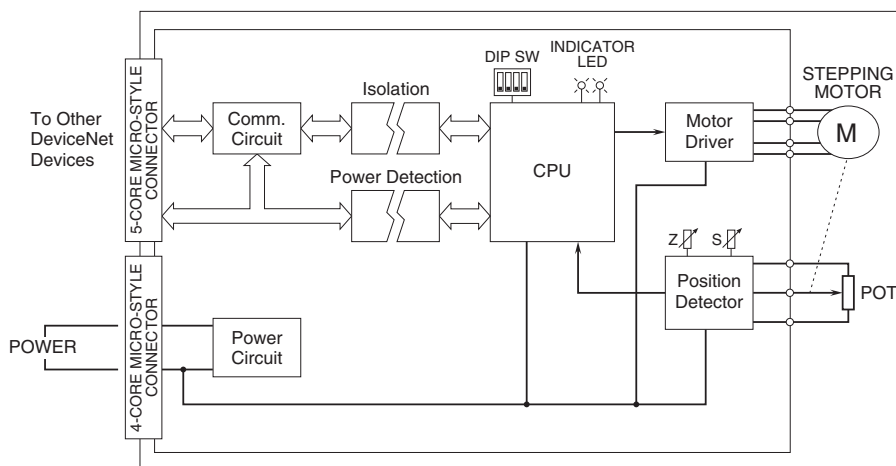 To Other
DeviceNet
Devices
5-CORE MICRO-STYLE
CONNECTOR
Comm.
Circuit
Isolation
Power Detection
DIP SW
INDICATOR
LED
CPU
Motor
Driver
STEPPING
MOTOR
M
Z
S
Position
Detector
POT
POWER
4-CORE MICRO-STYLE
CONNECTOR
Power
Circuit